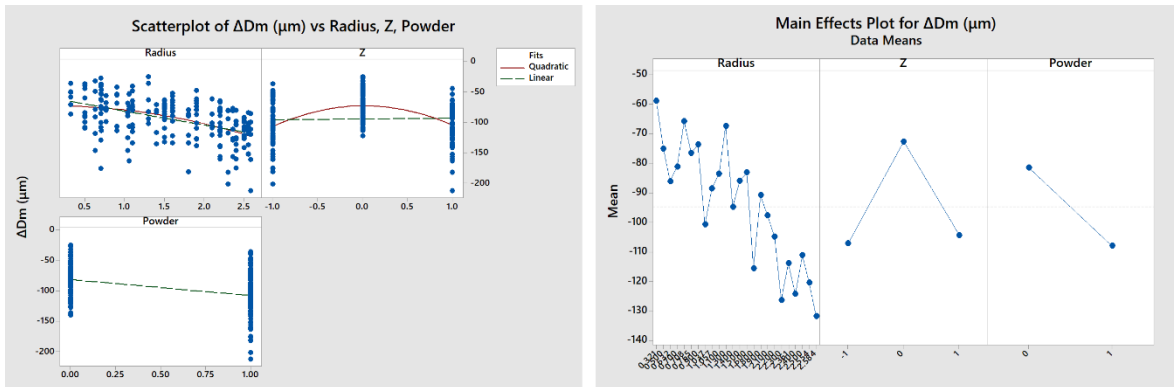 Scatterplot of ΔDm (µm) vs Radius, Z, Powder
Radius
Z
0
-50
-100
-150
-200
Fits
Quadratic
Linear
0.5 1.0 1.5 2.0 2.5 -1.0 -0.5 0.0 0.5 1.0
Powder
0
-50
-100
-150
-200
0.00 0.25 0.50 0.75 1.00
ΔDm (µm)
Main Effects Plot for ΔDm (µm)
Data Means
Radius Z Powder
-50
-60
-70
-80
-90
-100
-110
-120
-130
-140
Mean
-1 0 1 0 1